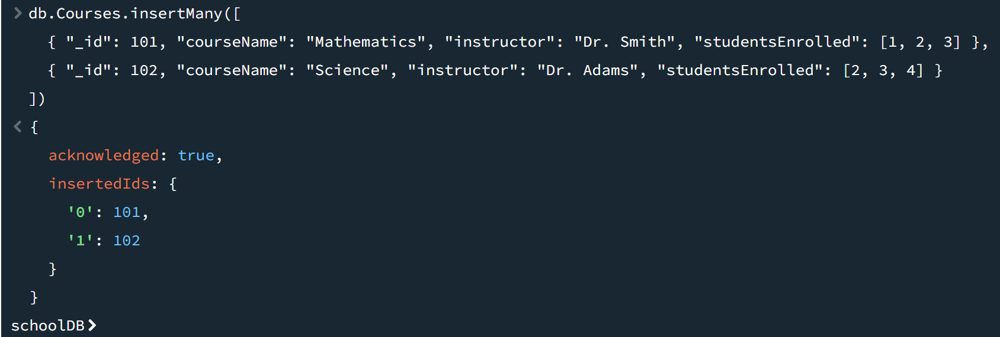 > db.Courses.insertMany([
{ "_id": 101, "courseName": "Mathematics", "instructor": "Dr. Smith", "studentsEnrolled": [1, 2, 3] },
{ "_id": 102, "courseName": "Science", "instructor": "Dr. Adams", "studentsEnrolled": [2, 3, 4] }
])
< {
acknowledged: true,
insertedIds: {
'0': 101,
'1': 102
}
}
schoolDB>